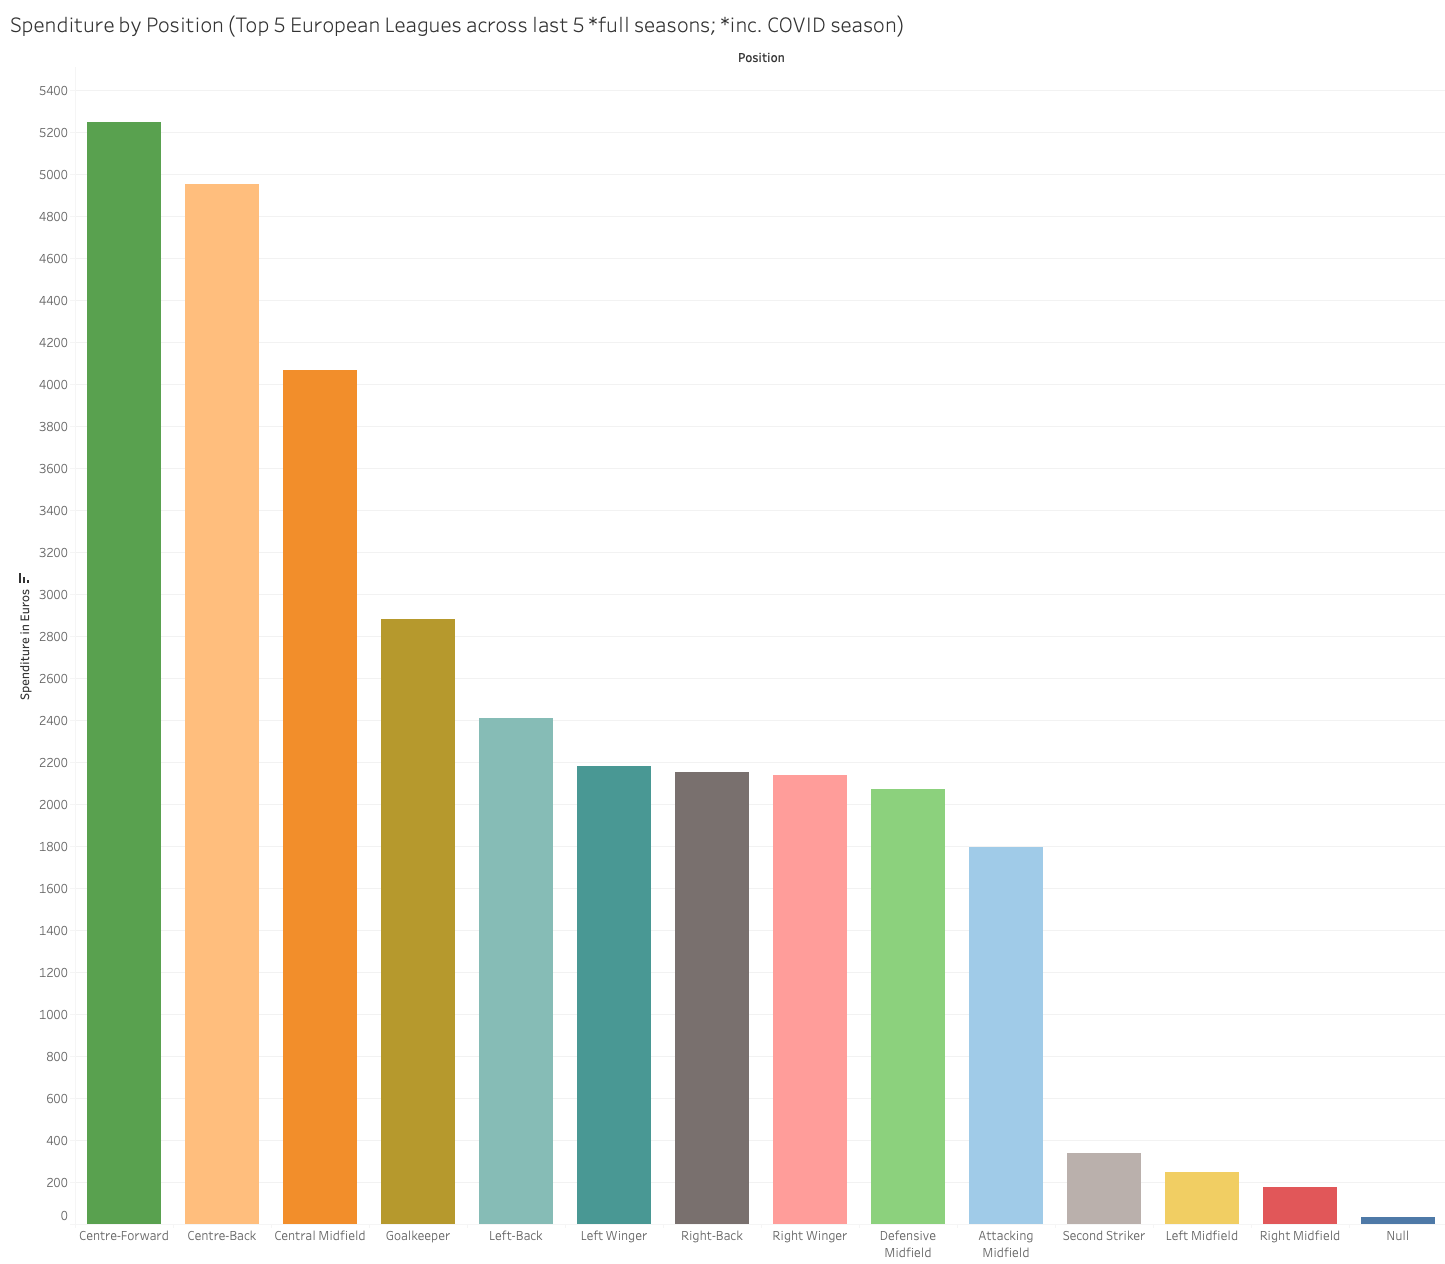 Spenditure by Position (Top 5 European Leagues across last 5 *full seasons; *inc. COVID season)
Position
Spenditure in Euros
5400
5200
5000
4800
4600
4400
4200
4000
3800
3600
3400
3200
3000
2800
2600
2400
2200
2000
1800
1600
1400
1200
1000
800
600
400
200
0
Centre-Forward
Centre-Back
Central Midfield
Goalkeeper
Left-Back
Left Winger
Right-Back
Right Winger
Defensive
Midfield
Attacking
Midfield
Second Striker
Left Midfield
Right Midfield
Null